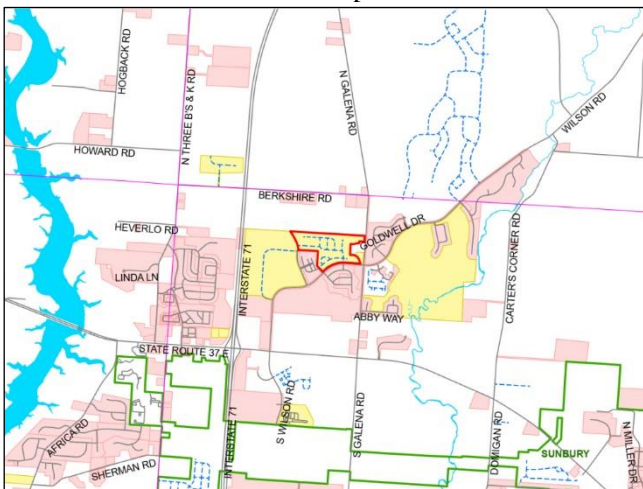 HOGBACK RD
N THREE B'S & K RD
N GALENA RD
WILSON RD
HOWARD RD
BERKSHIRE RD
HEVERLO RD
GOLDWELL DR
CARTER'S CORNER RD
LINDA LN
INTERSTATE 71
ABBY WAY
STATE ROUTE 37 E
S WILSON RD
S GALENA RD
AFRICA RD
INTERSTATE 71
DOMIGAN RD
SUNBURY
N MILLER DR
SHERMAN RD